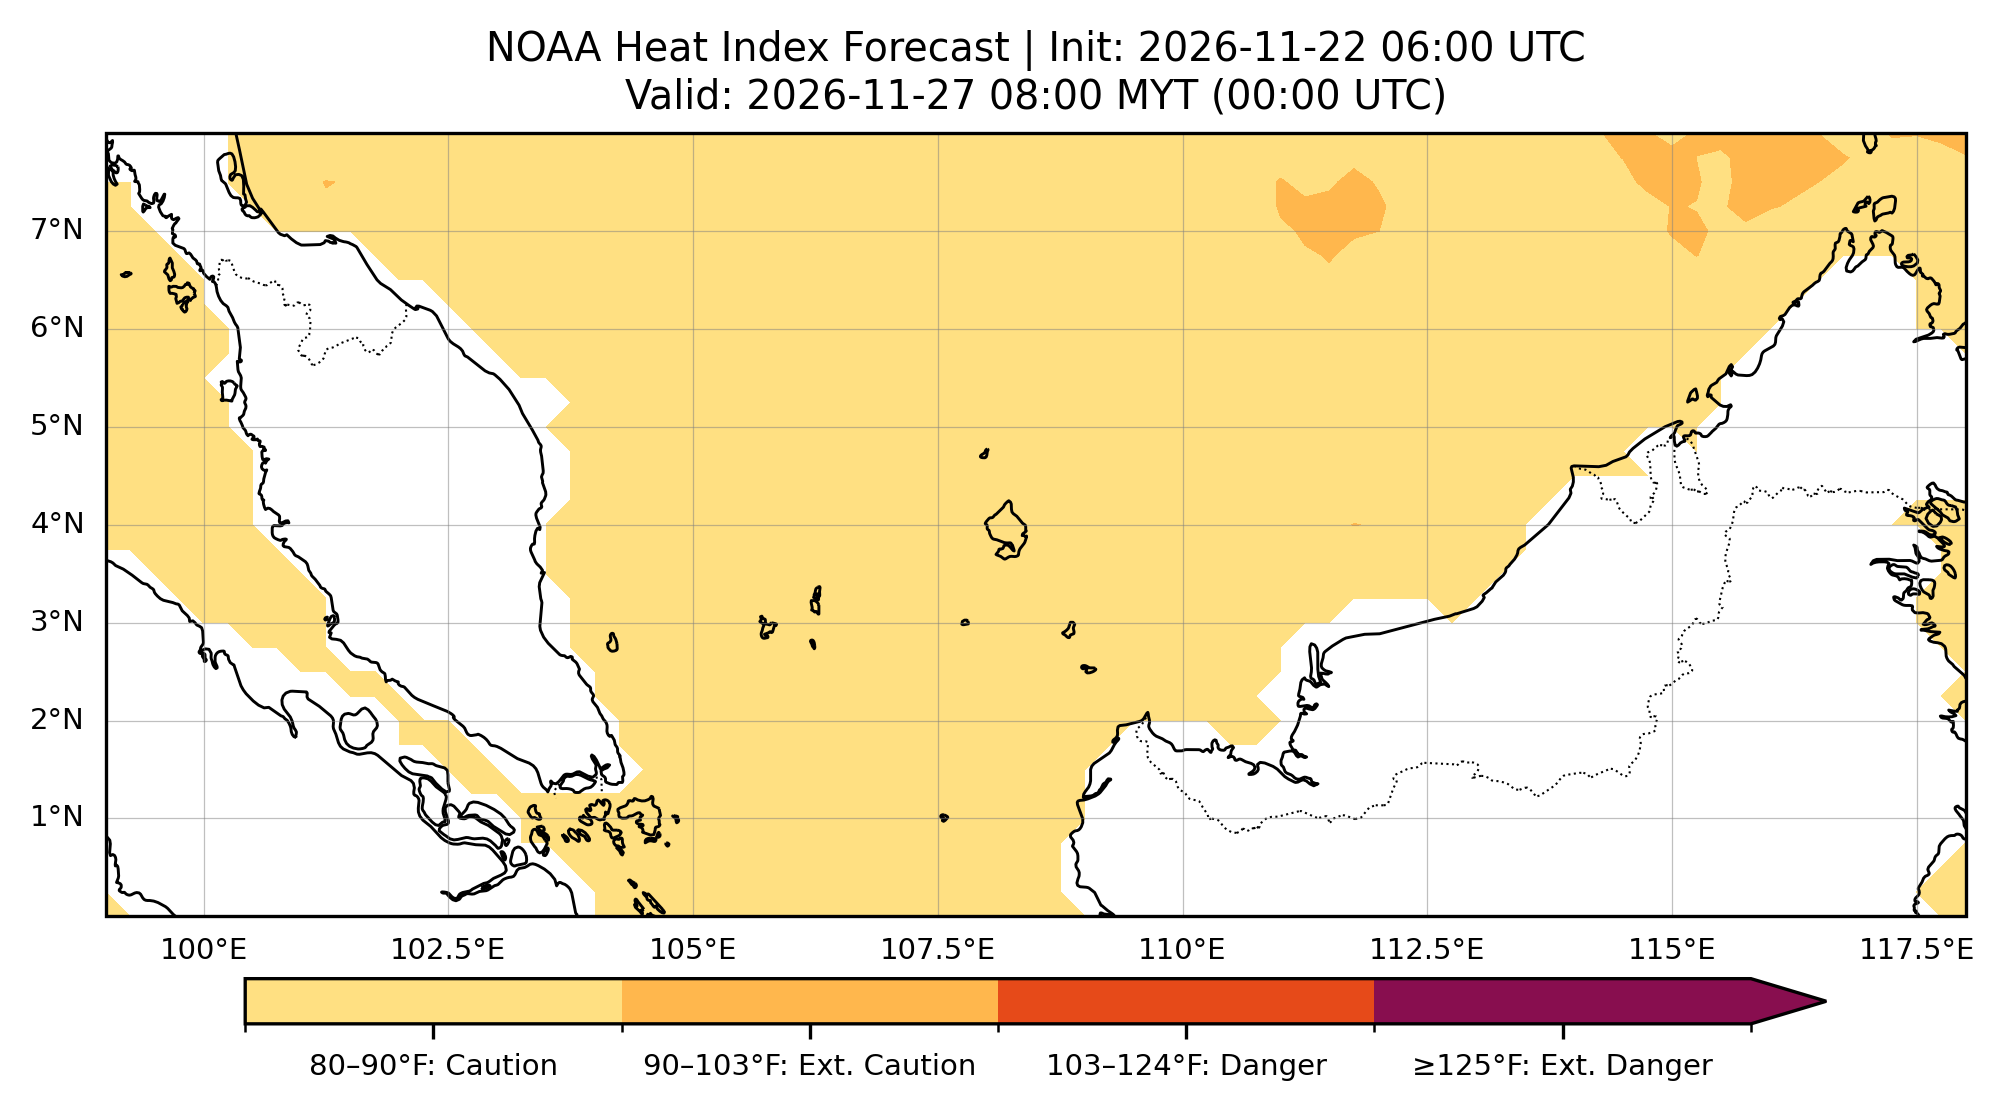 NOAA Heat Index Forecast | Init: 2026-11-22 06:00 UTC
Valid: 2026-11-27 08:00 MYT (00:00 UTC)
7°N
6°N
5°N
4°N
3°N
2°N
1°N
100°E 102.5°E 105°E 107.5°E 110°E 112.5°E 115°E 117.5°E
80–90°F: Caution 90–103°F: Ext. Caution 103–124°F: Danger ≥125°F: Ext. Danger